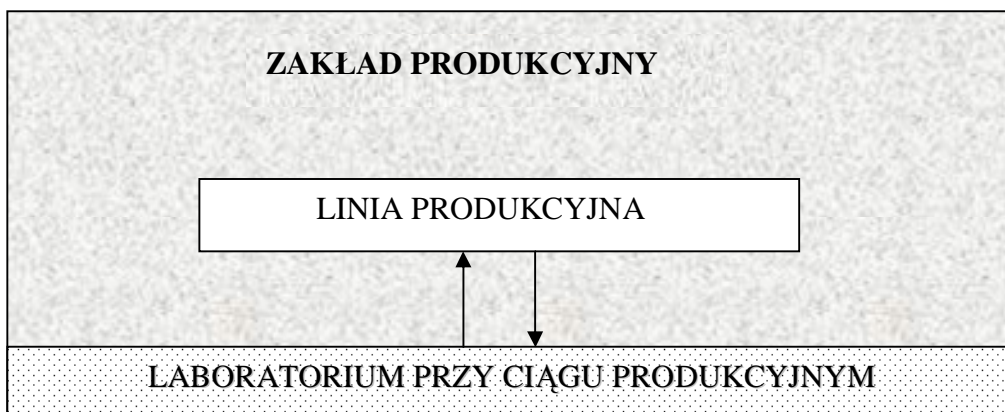 ZAKŁAD PRODUKCYJNY
LINIA PRODUKCYJNA
LABORATORIUM PRZY CIĄGU PRODUKCYJNYM